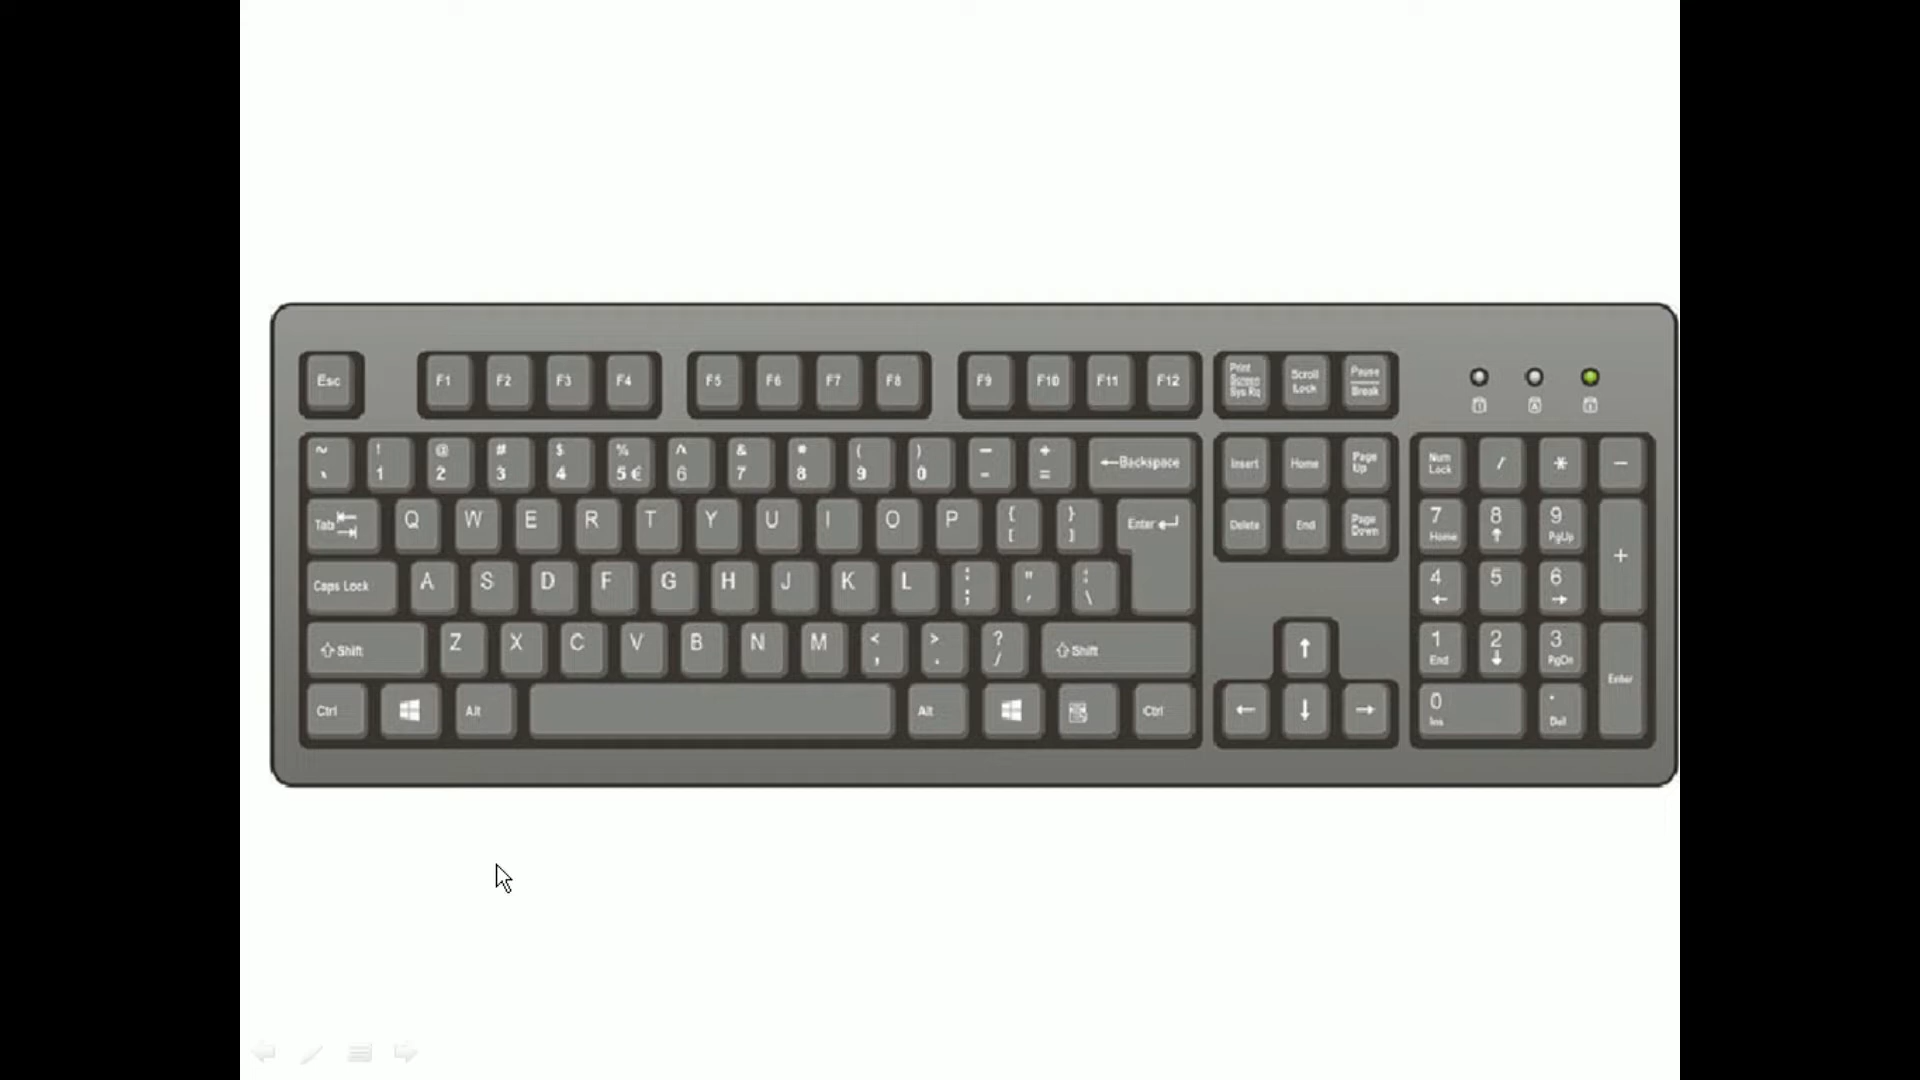 Esc F1 F2 F3 F4 F5 F6 F7 F8 F9 F10 F11 F12 Print Screen Sys Rq Scroll Lock Pause Break
~ ! @ # $ % ^ & * ( ) − +
` 1 2 3 4 5 € 6 7 8 9 0 - = ←Backspace Insert Home Page Up Num Lock / * −
Tab Q W E R T Y U I O P { [ } ] Enter Delete End Page Down 7 Home 8 ↑ 9 PgUp +
Caps Lock A S D F G H J K L : ; " ' \ 4 ← 5 6 →
Shift Z X C V B N M < , > . ? / Shift ↑ 1 End 2 ↓ 3 PgDn Enter
Ctrl Alt Alt Ctrl ← ↓ → 0 Ins . Del